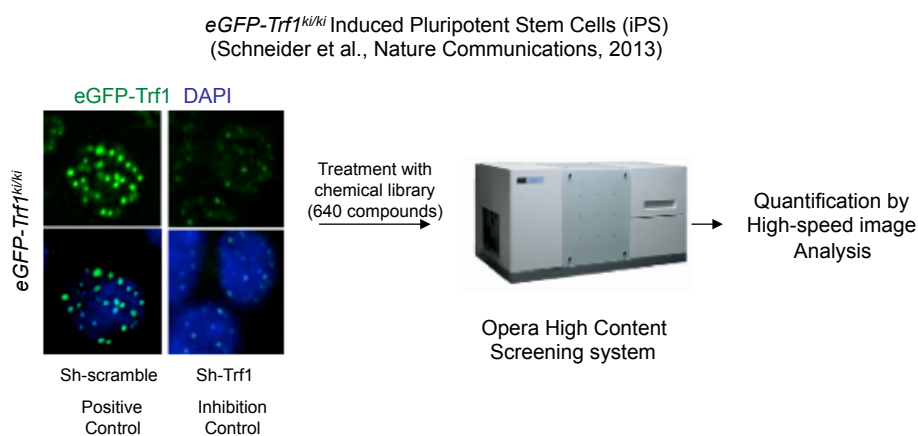 eGFP-Trf1ki/ki Induced Pluripotent Stem Cells (iPS)
(Schneider et al., Nature Communications, 2013)
eGFP-Trf1 DAPI
eGFP-Trf1ki/ki
Sh-scramble
Sh-Trf1
Positive
Control
Inhibition
Control
Treatment with
chemical library
(640 compounds)
Opera High Content
Screening system
Quantification by
High-speed image
Analysis